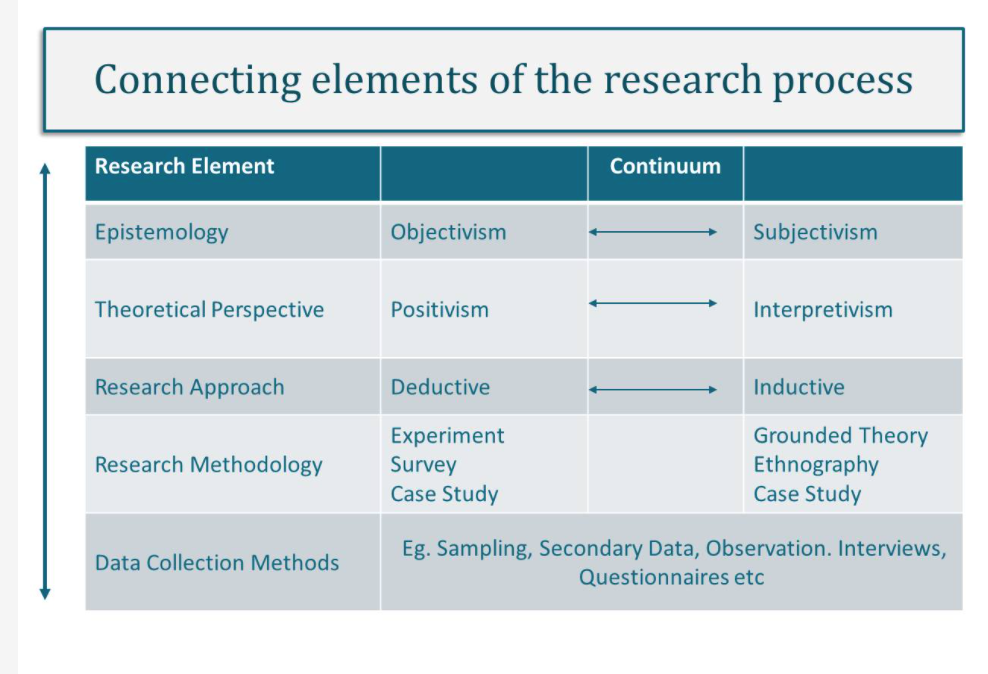 Connecting elements of the research process
Research Element Continuum
Epistemology Objectivism Subjectivism
Theoretical Perspective Positivism Interpretivism
Research Approach Deductive Inductive
Research Methodology
Experiment
Survey
Case Study
Grounded Theory
Ethnography
Case Study
Data Collection Methods
Eg. Sampling, Secondary Data, Observation. Interviews,
Questionnaires etc